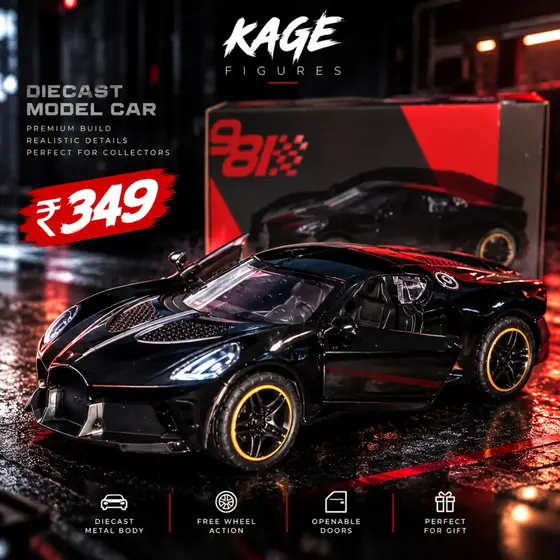 KAGE
FIGURES
DIECAST
MODEL CAR
PREMIUM BUILD
REALISTIC DETAILS
PERFECT FOR COLLECTORS
₹349
981
DIECAST
METAL BODY
FREE WHEEL
ACTION
OPENABLE
DOORS
PERFECT
FOR GIFT